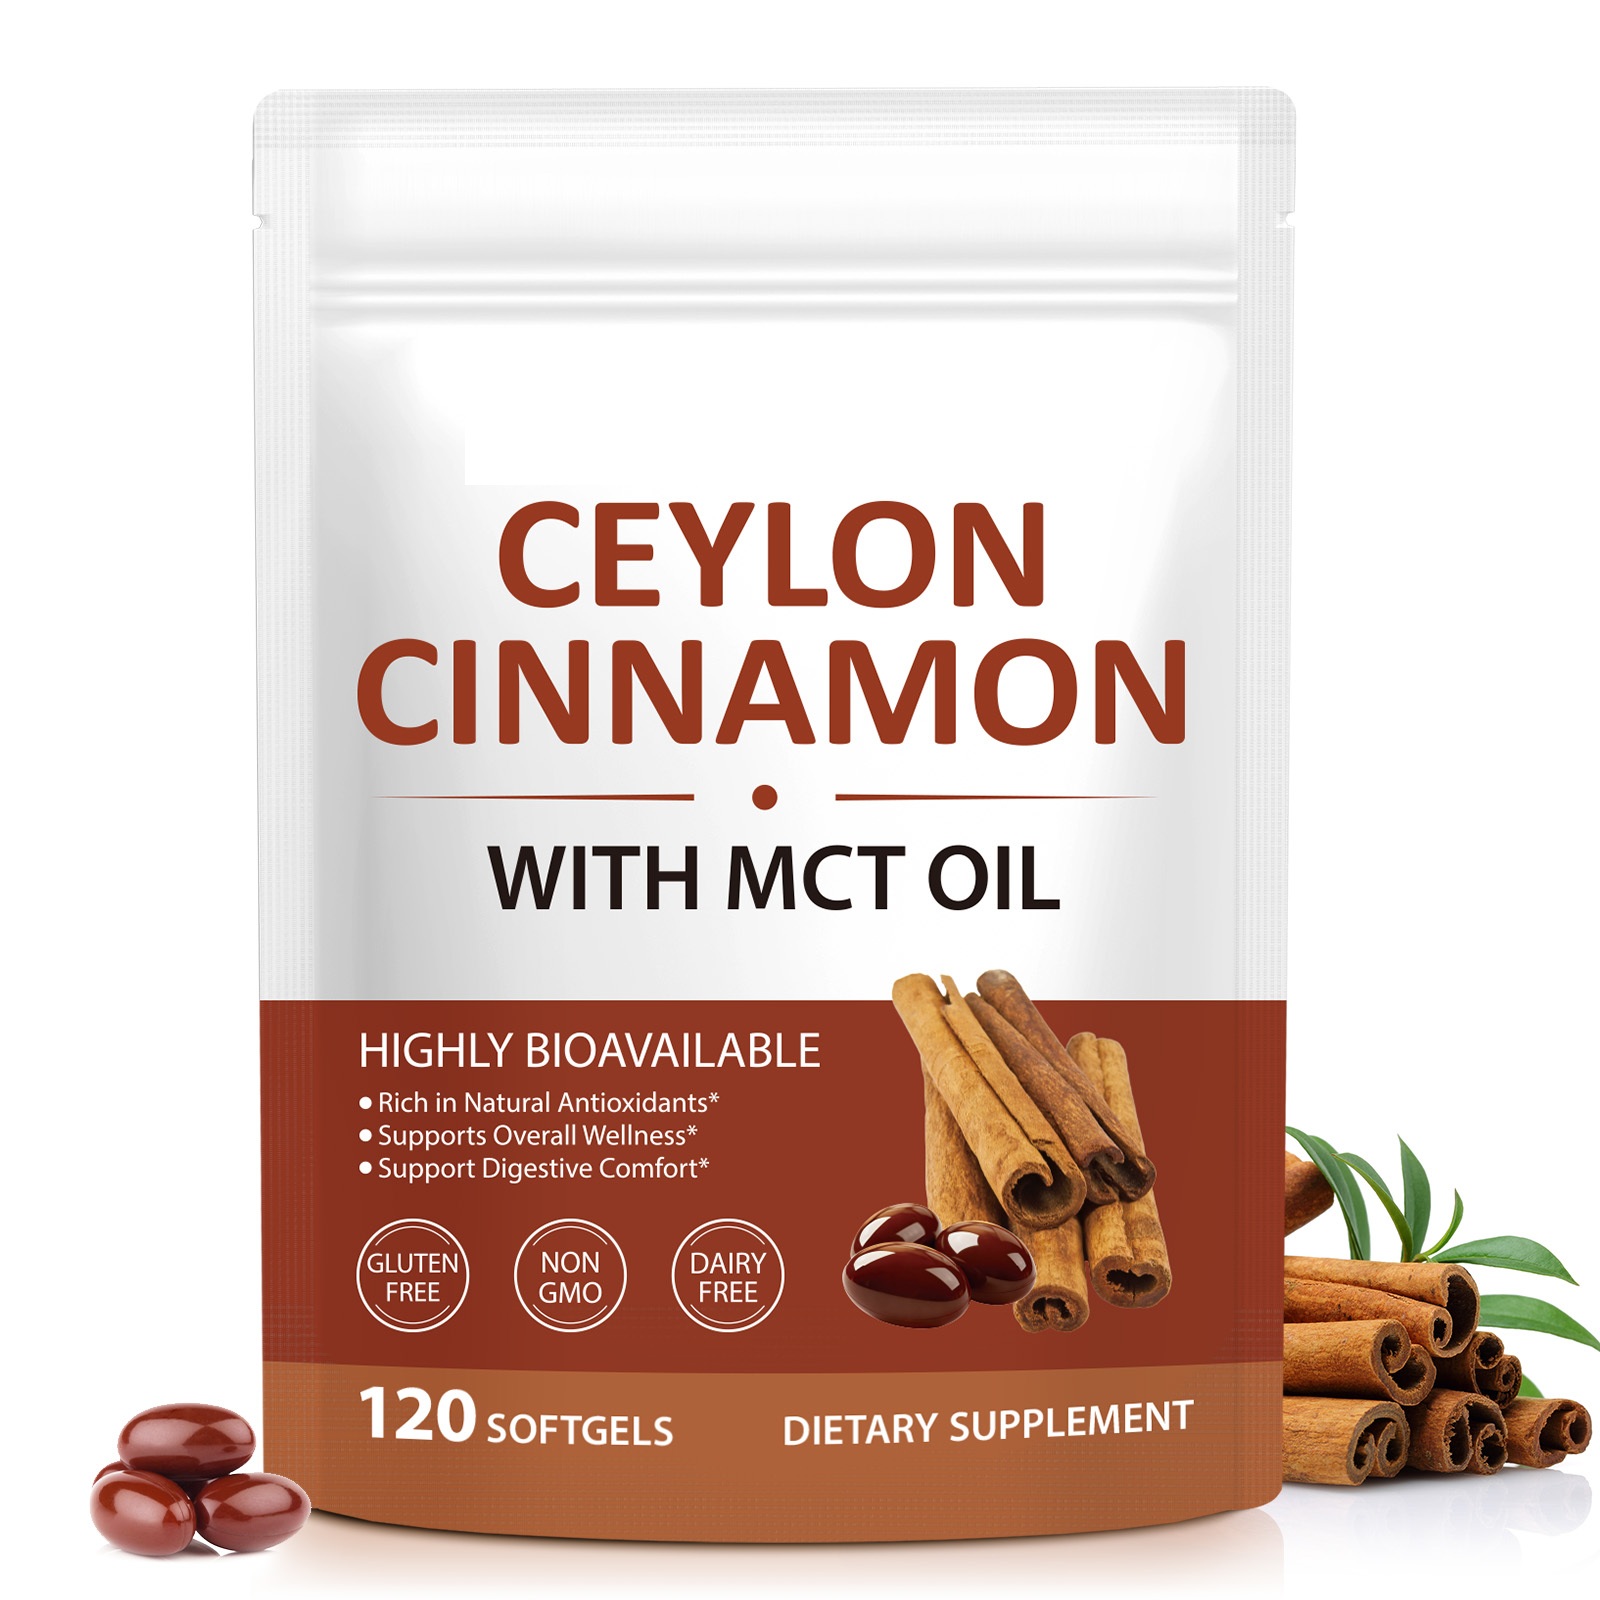 CEYLON
CINNAMON
WITH MCT OIL
HIGHLY BIOAVAILABLE
• Rich in Natural Antioxidants*
• Supports Overall Wellness*
• Support Digestive Comfort*
GLUTEN
FREE
NON
GMO
DAIRY
FREE
120 SOFTGELS
DIETARY SUPPLEMENT